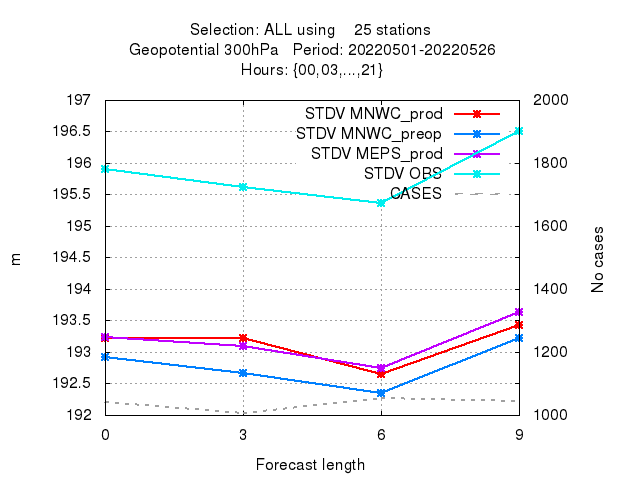 Selection: ALL using    25 stations
Geopotential 300hPa   Period: 20220501-20220526
Hours: {00,03,...,21}
197
196.5
196
195.5
195
194.5
194
193.5
193
192.5
192
2000
1800
1600
1400
1200
1000
STDV MNWC_prod
STDV MNWC_preop
STDV MEPS_prod
STDV OBS
CASES
m
No cases
0
3
6
9
Forecast length